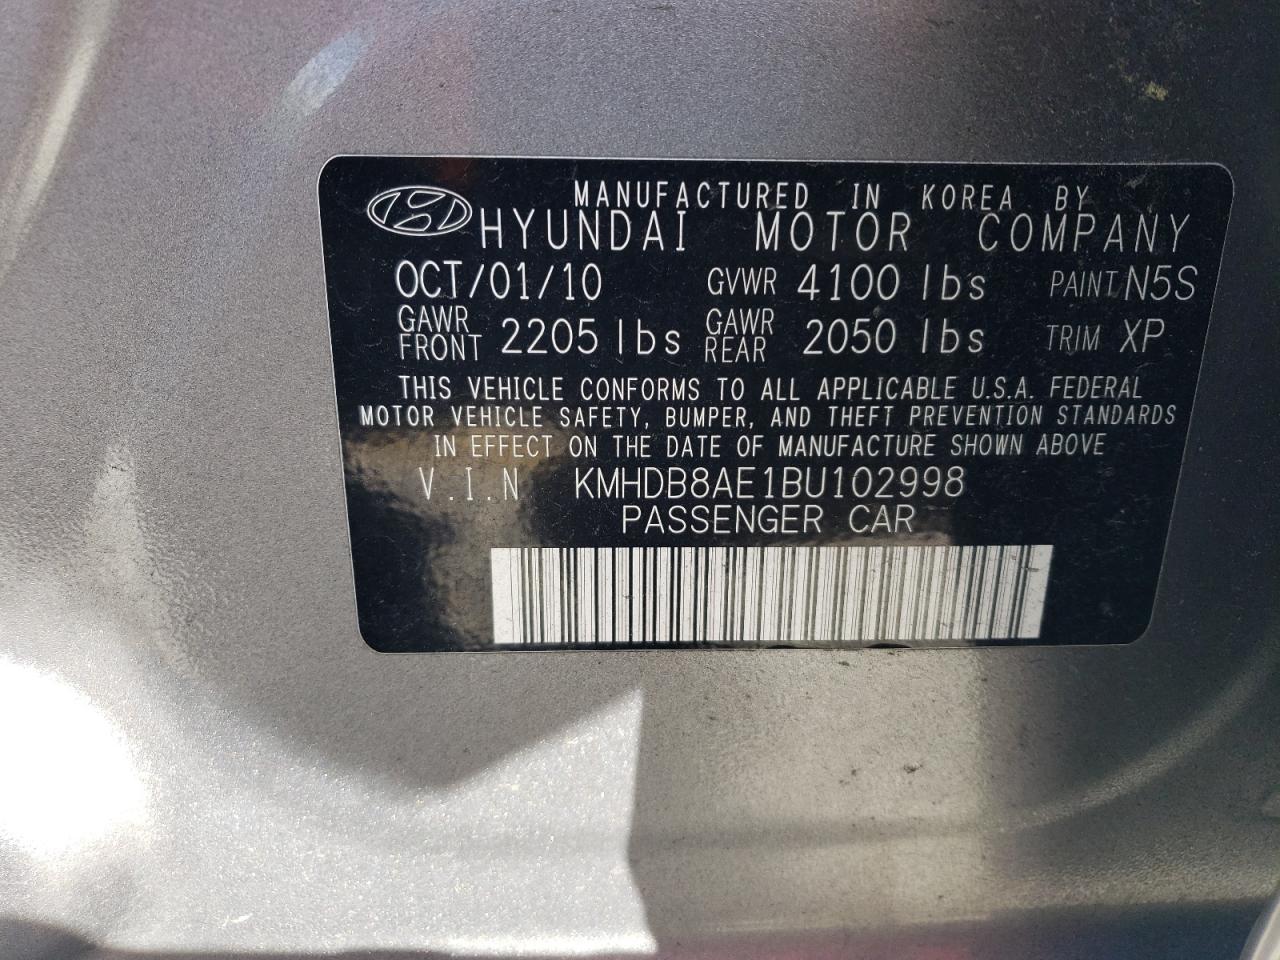 MANUFACTURED IN KOREA BY
HYUNDAI MOTOR COMPANY
OCT/01/10 GVWR 4100 lbs PAINT N5S
GAWR FRONT 2205 lbs GAWR REAR 2050 lbs TRIM XP
THIS VEHICLE CONFORMS TO ALL APPLICABLE U.S.A. FEDERAL
MOTOR VEHICLE SAFETY, BUMPER, AND THEFT PREVENTION STANDARDS
IN EFFECT ON THE DATE OF MANUFACTURE SHOWN ABOVE
V.I.N KMHDB8AE1BU102998
PASSENGER CAR